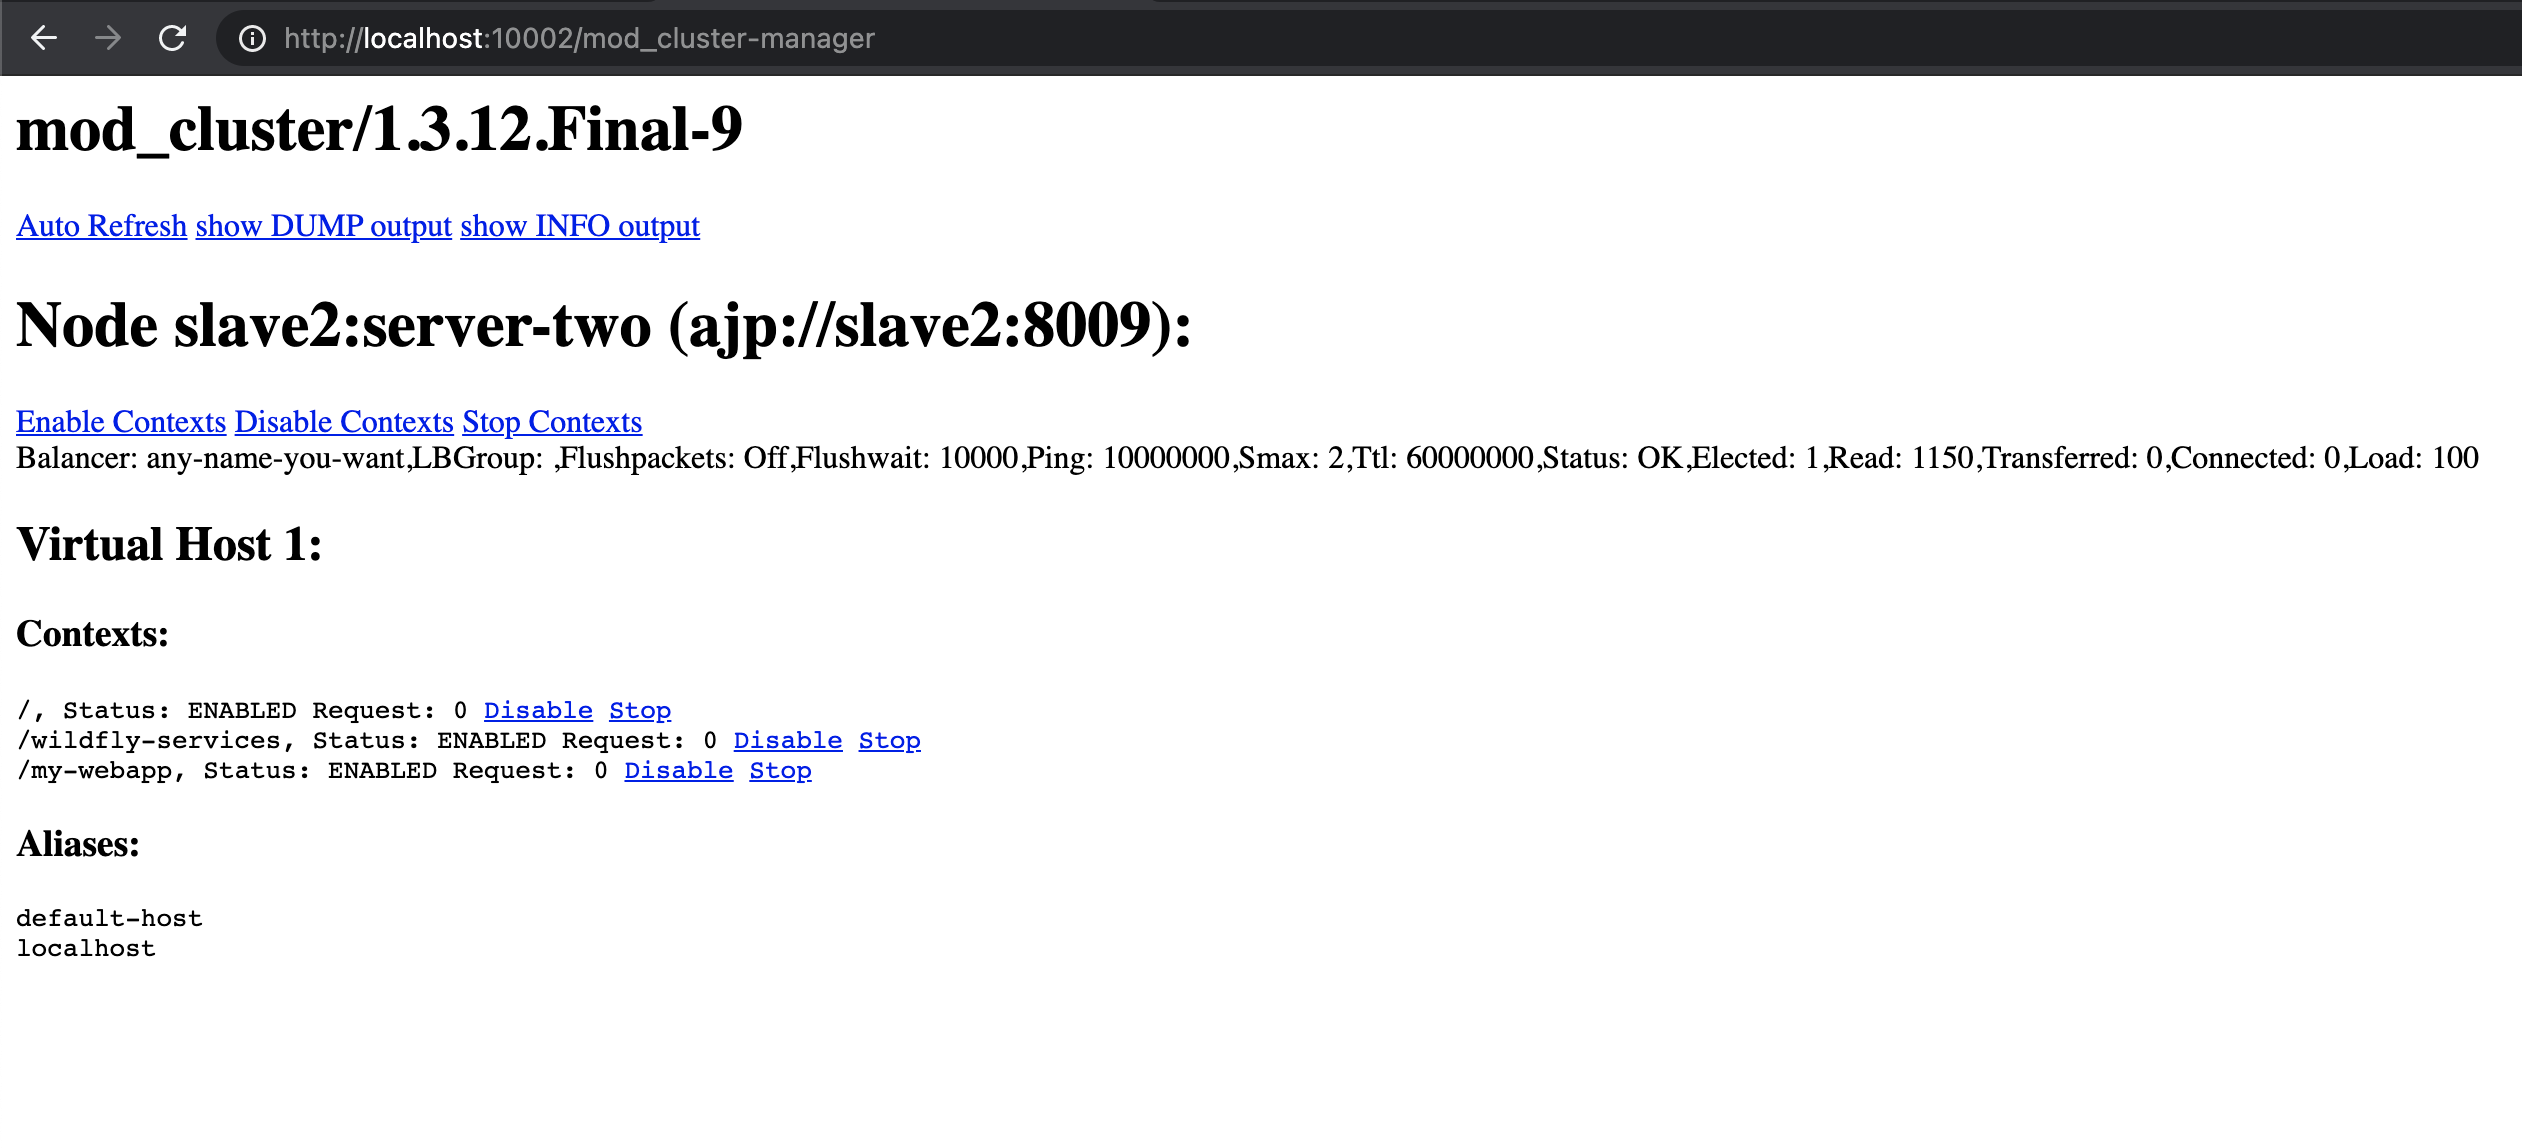 http://localhost:10002/mod_cluster-manager
mod_cluster/1.3.12.Final-9
Auto Refresh show DUMP output show INFO output
Node slave2:server-two (ajp://slave2:8009):
Enable Contexts Disable Contexts Stop Contexts
Balancer: any-name-you-want,LBGroup: ,Flushpackets: Off,Flushwait: 10000,Ping: 10000000,Smax: 2,Ttl: 60000000,Status: OK,Elected: 1,Read: 1150,Transferred: 0,Connected: 0,Load: 100
Virtual Host 1:
Contexts:
/, Status: ENABLED Request: 0 Disable Stop
/wildfly-services, Status: ENABLED Request: 0 Disable Stop
/my-webapp, Status: ENABLED Request: 0 Disable Stop
Aliases:
default-host
localhost